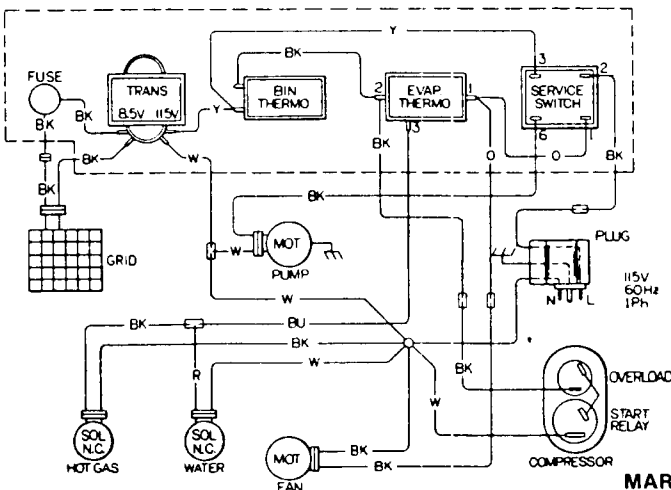 Y
BK
3
2
FUSE
TRANS
8.5V 115V
BIN
THERMO
2
EVAP
THERMO
1
SERVICE
SWITCH
BK
BK
Y
3
6
1
BK
BK
W
BK
O
O
BK
BK
BK
GRID
W
MOT
PUMP
PLUG
115V
60Hz
1Ph
N
L
W
BK
BU
BK
R
W
BK
W
OVERLOAD
START
RELAY
SOL
N.C.
HOT GAS
SOL
N.C.
WATER
MOT
FAN
BK
BK
COMPRESSOR
MAR